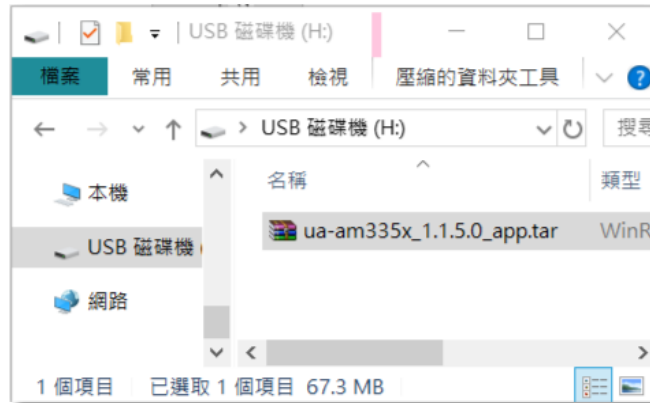 USB 磁碟機 (H:)
檔案 常用 共用 檢視 壓縮的資料夾工具
USB 磁碟機 (H:) 搜尋
本機 名稱 類型
ua-am335x_1.1.5.0_app.tar WinR
USB 磁碟機
網路
1 個項目 已選取 1 個項目 67.3 MB